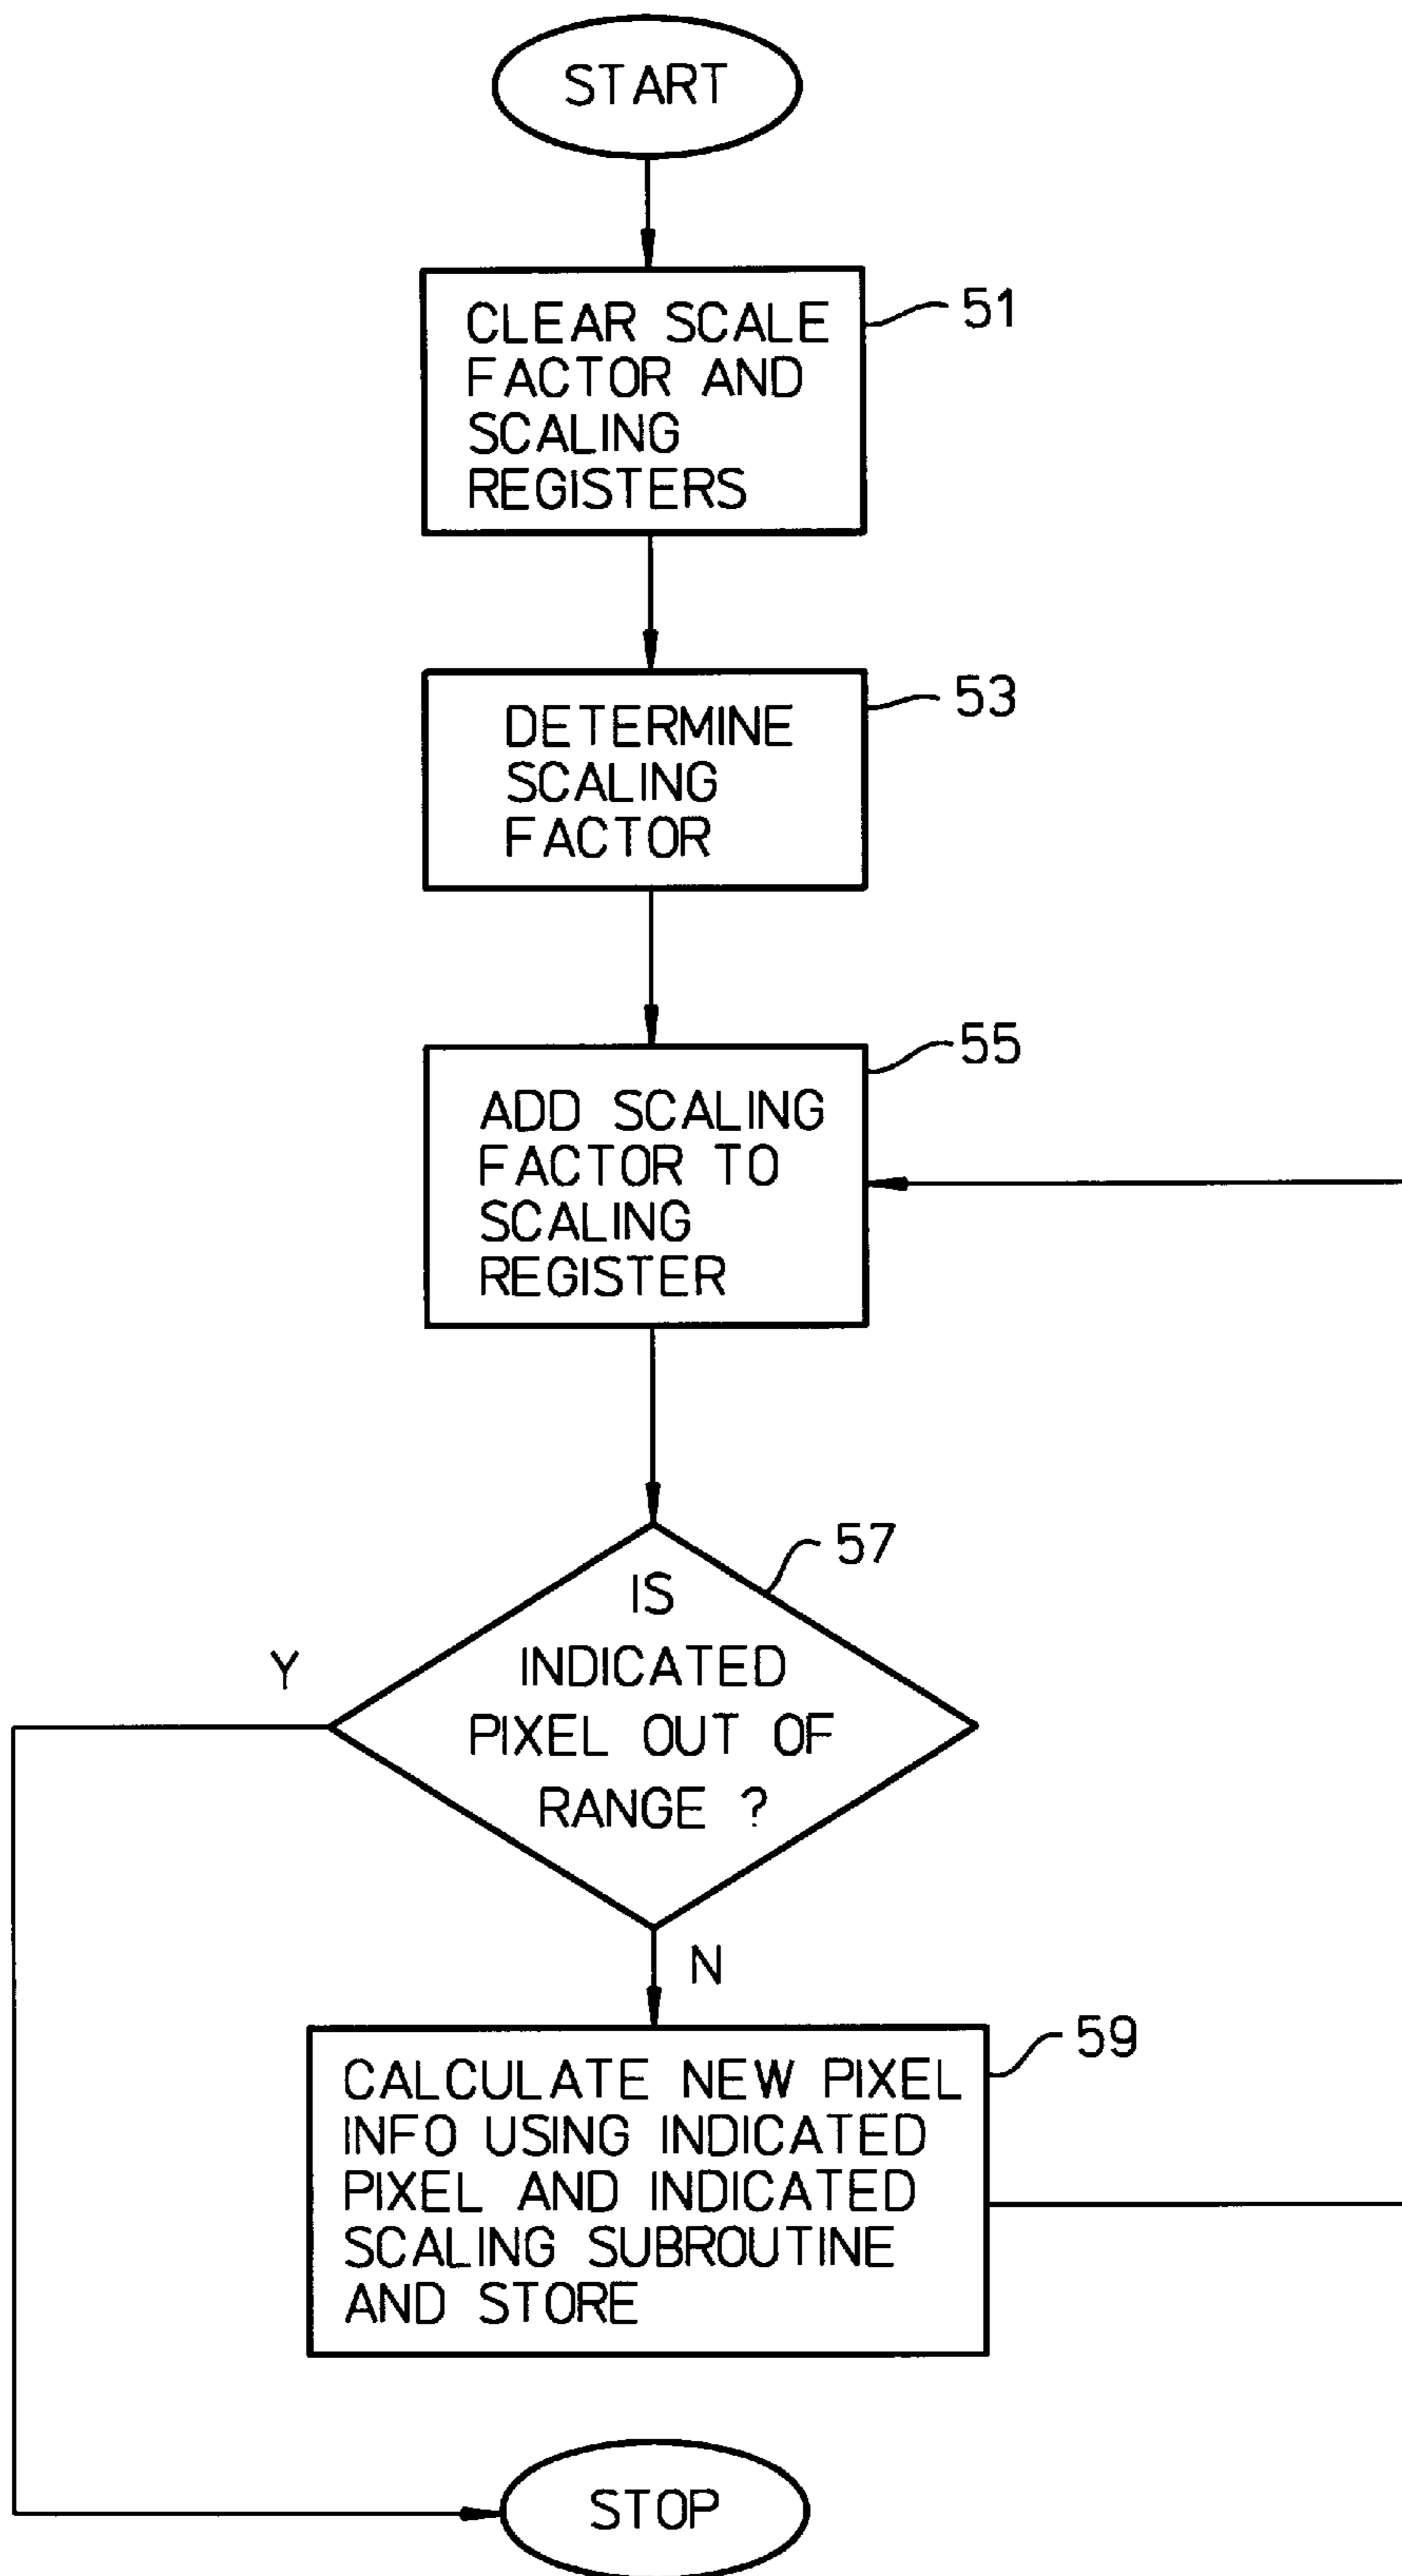 START
CLEAR SCALE
FACTOR AND
SCALING
REGISTERS
51
DETERMINE
SCALING
FACTOR
53
ADD SCALING
FACTOR TO
SCALING
REGISTER
55
IS
INDICATED
PIXEL OUT OF
RANGE ?
57
Y
N
CALCULATE NEW PIXEL
INFO USING INDICATED
PIXEL AND INDICATED
SCALING SUBROUTINE
AND STORE
59
STOP